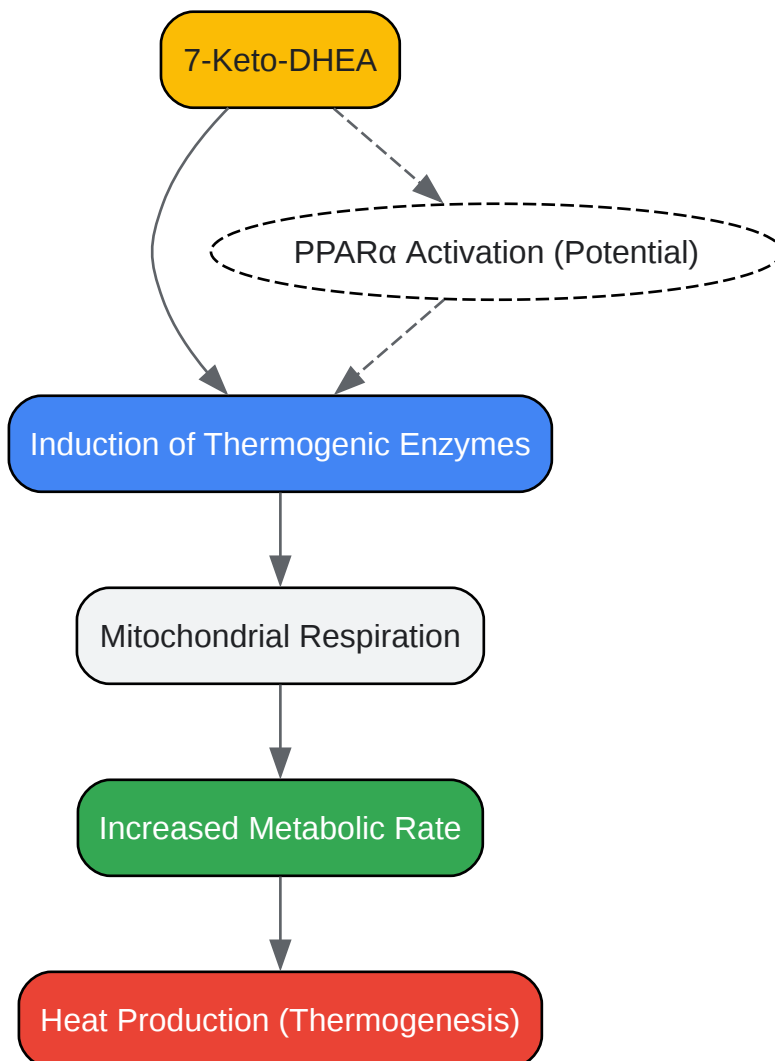 7-Keto-DHEA
PPARα Activation (Potential)
Induction of Thermogenic Enzymes
Mitochondrial Respiration
Increased Metabolic Rate
Heat Production (Thermogenesis)